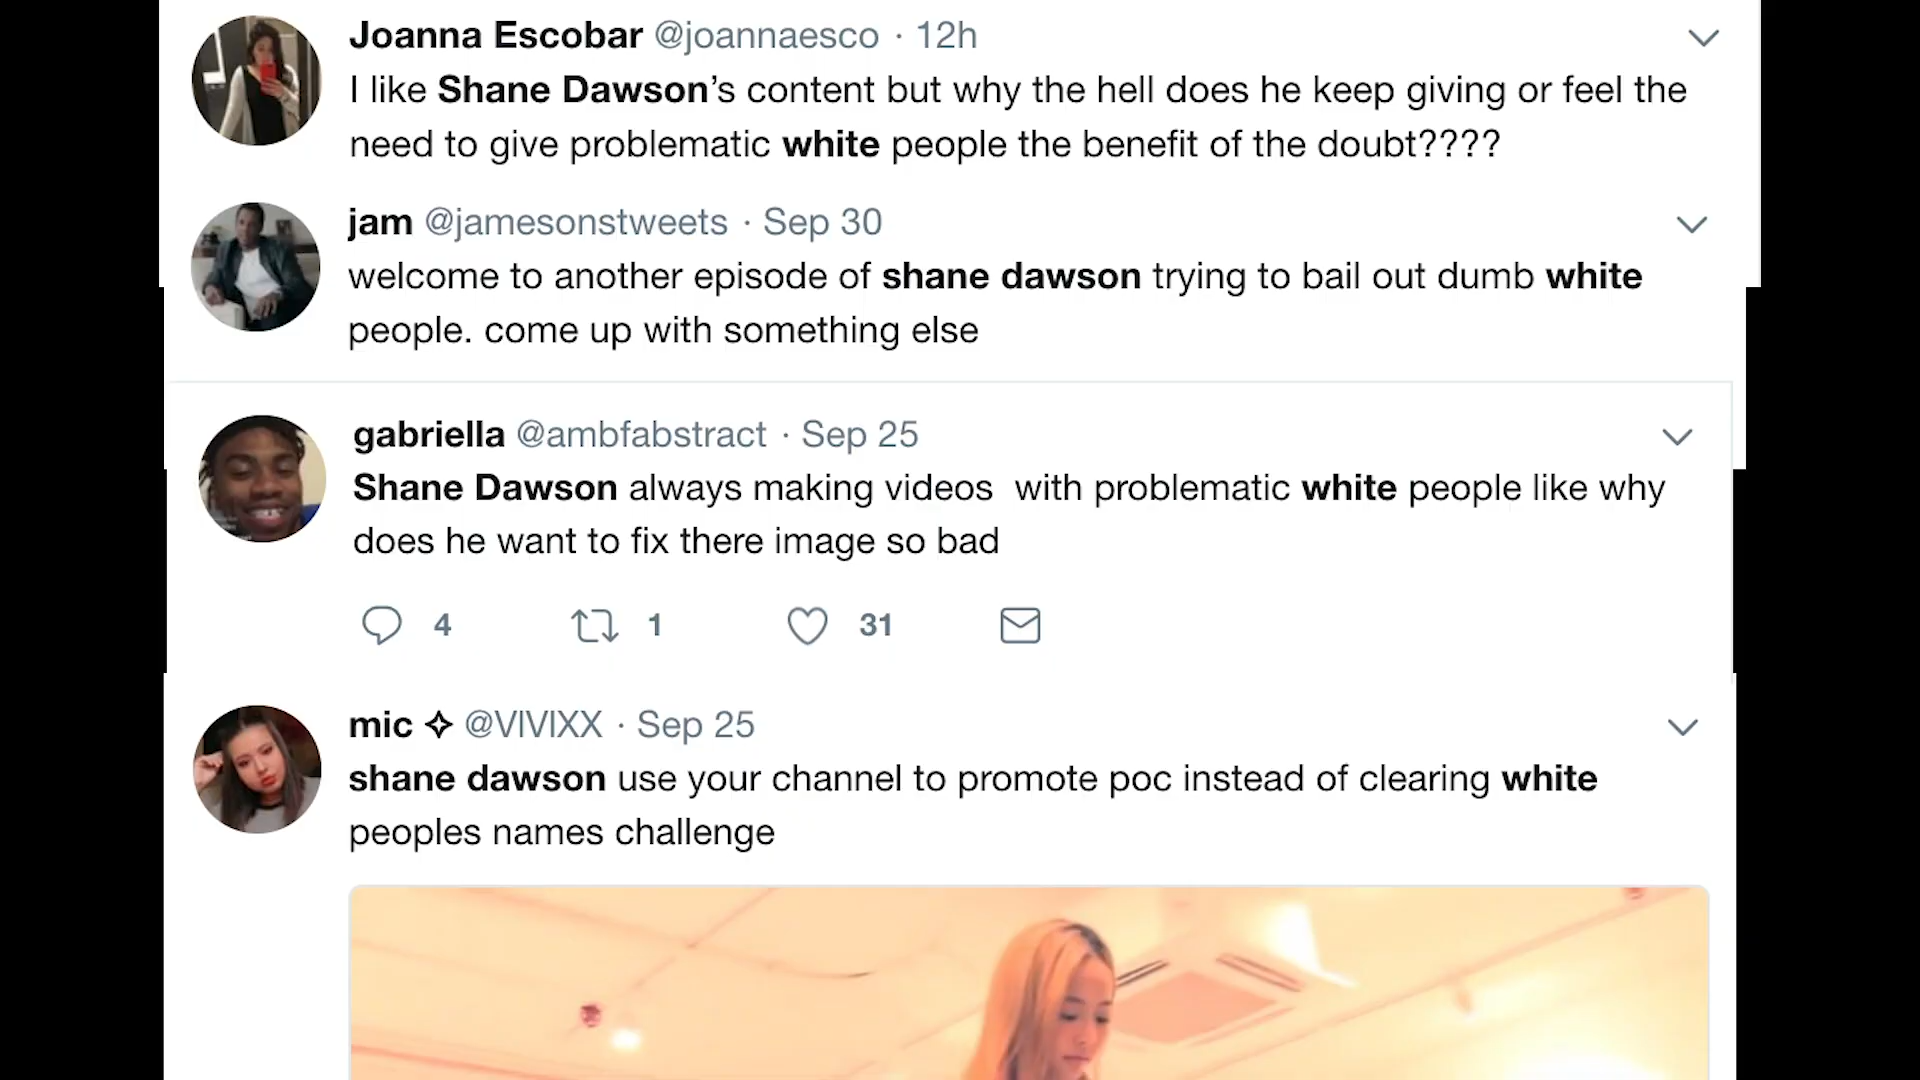 Joanna Escobar @joannaesco · 12h
I like Shane Dawson’s content but why the hell does he keep giving or feel the
need to give problematic white people the benefit of the doubt????
jam @jamesonstweets · Sep 30
welcome to another episode of shane dawson trying to bail out dumb white
people. come up with something else
gabriella @ambfabstract · Sep 25
Shane Dawson always making videos  with problematic white people like why
does he want to fix there image so bad
4 1 31
mic ✧ @VIVIXX · Sep 25
shane dawson use your channel to promote poc instead of clearing white
peoples names challenge